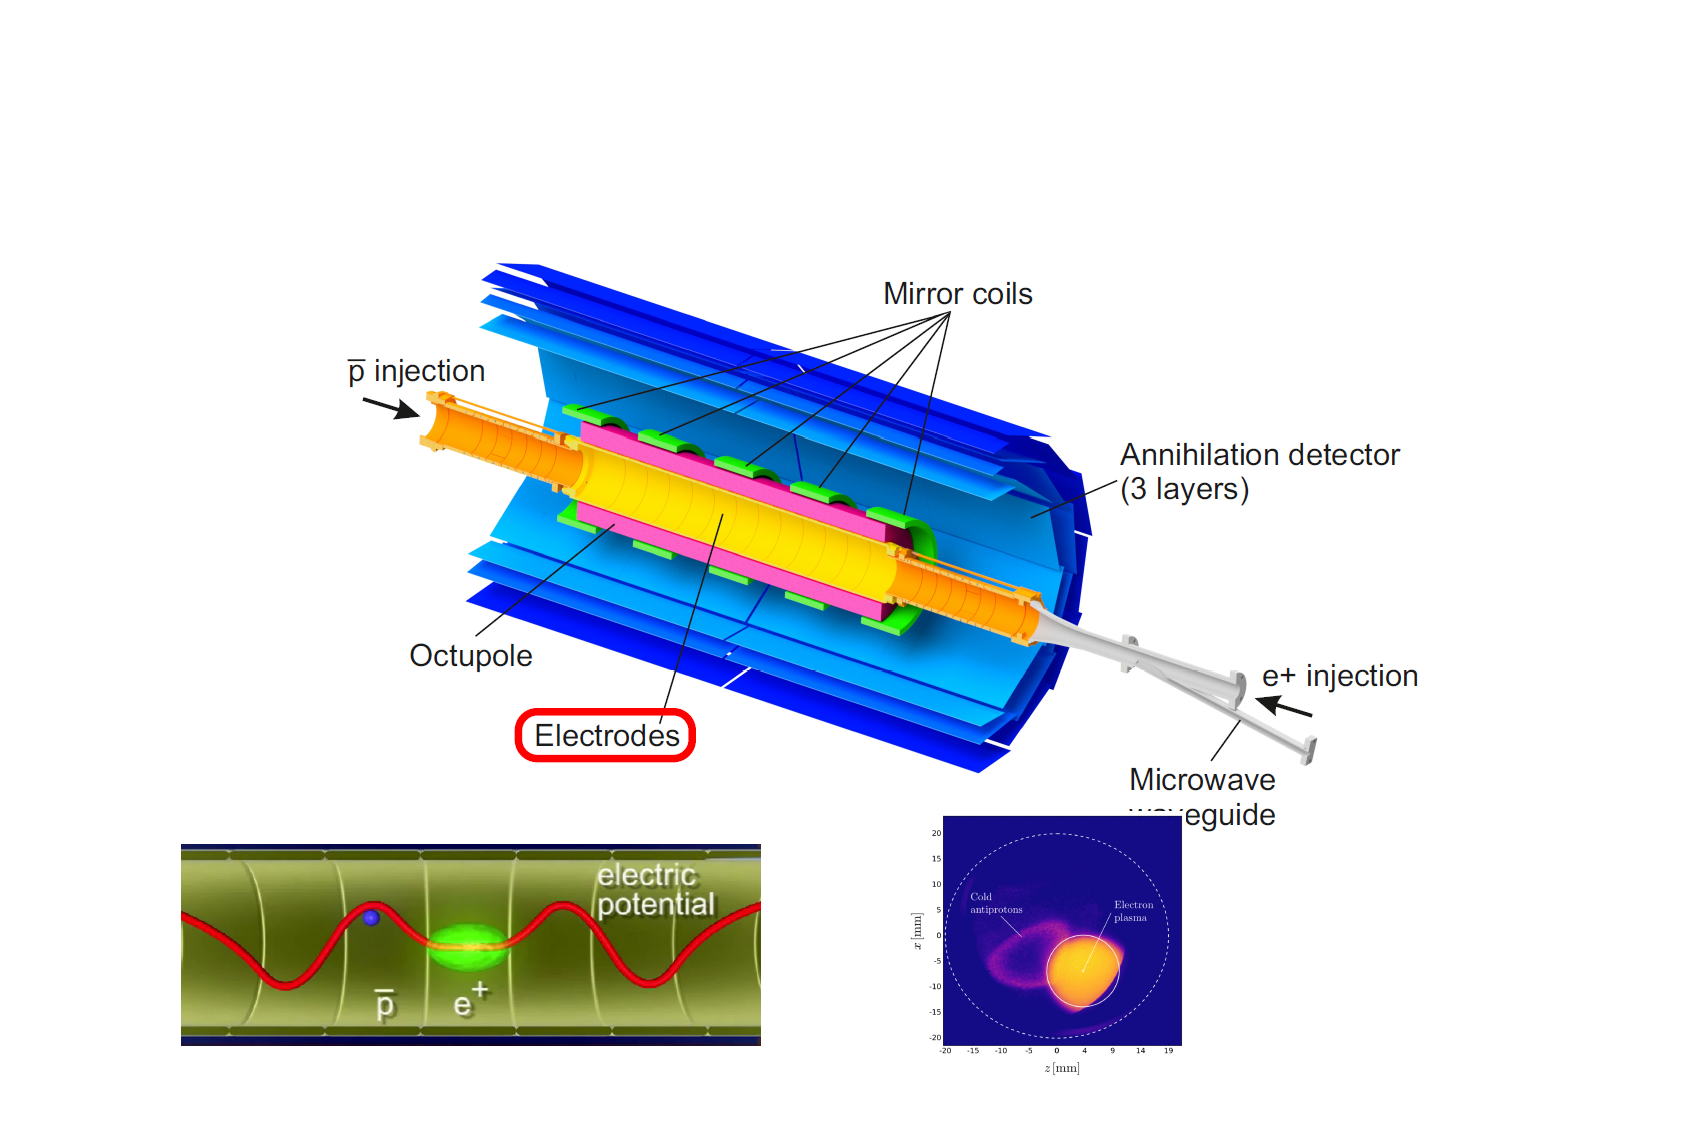 Mirror coils
p̅ injection
Annihilation detector
(3 layers)
Octupole
e+ injection
Electrodes
Microwave
electric
potential
p̅
e⁺
20
15
10
5
0
-5
-10
-15
-20
x [mm]
Cold
antiprotons
Electron
plasma
-20 -15 -10 -5 0 4 9 14 19
z [mm]